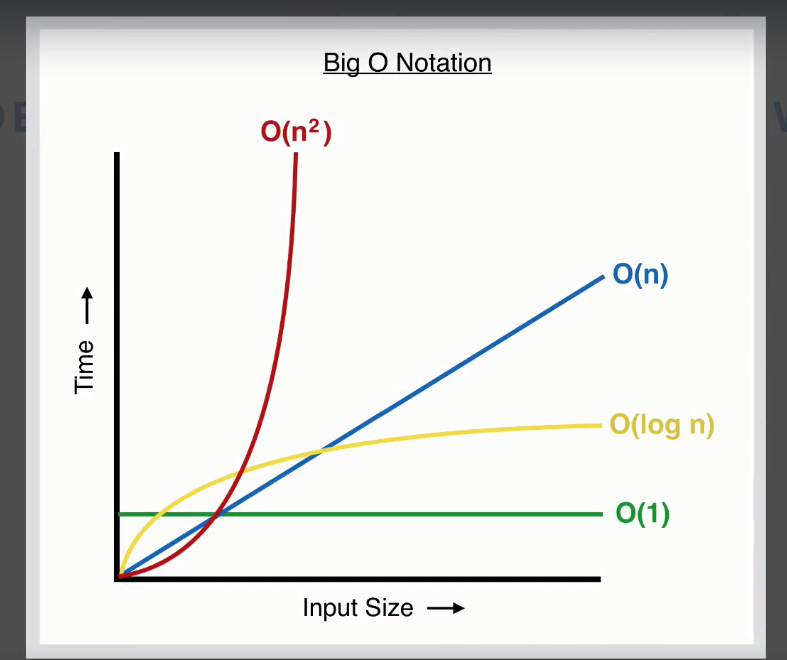 Big O Notation
O(n²)
O(n)
O(log n)
O(1)
Time
Input Size